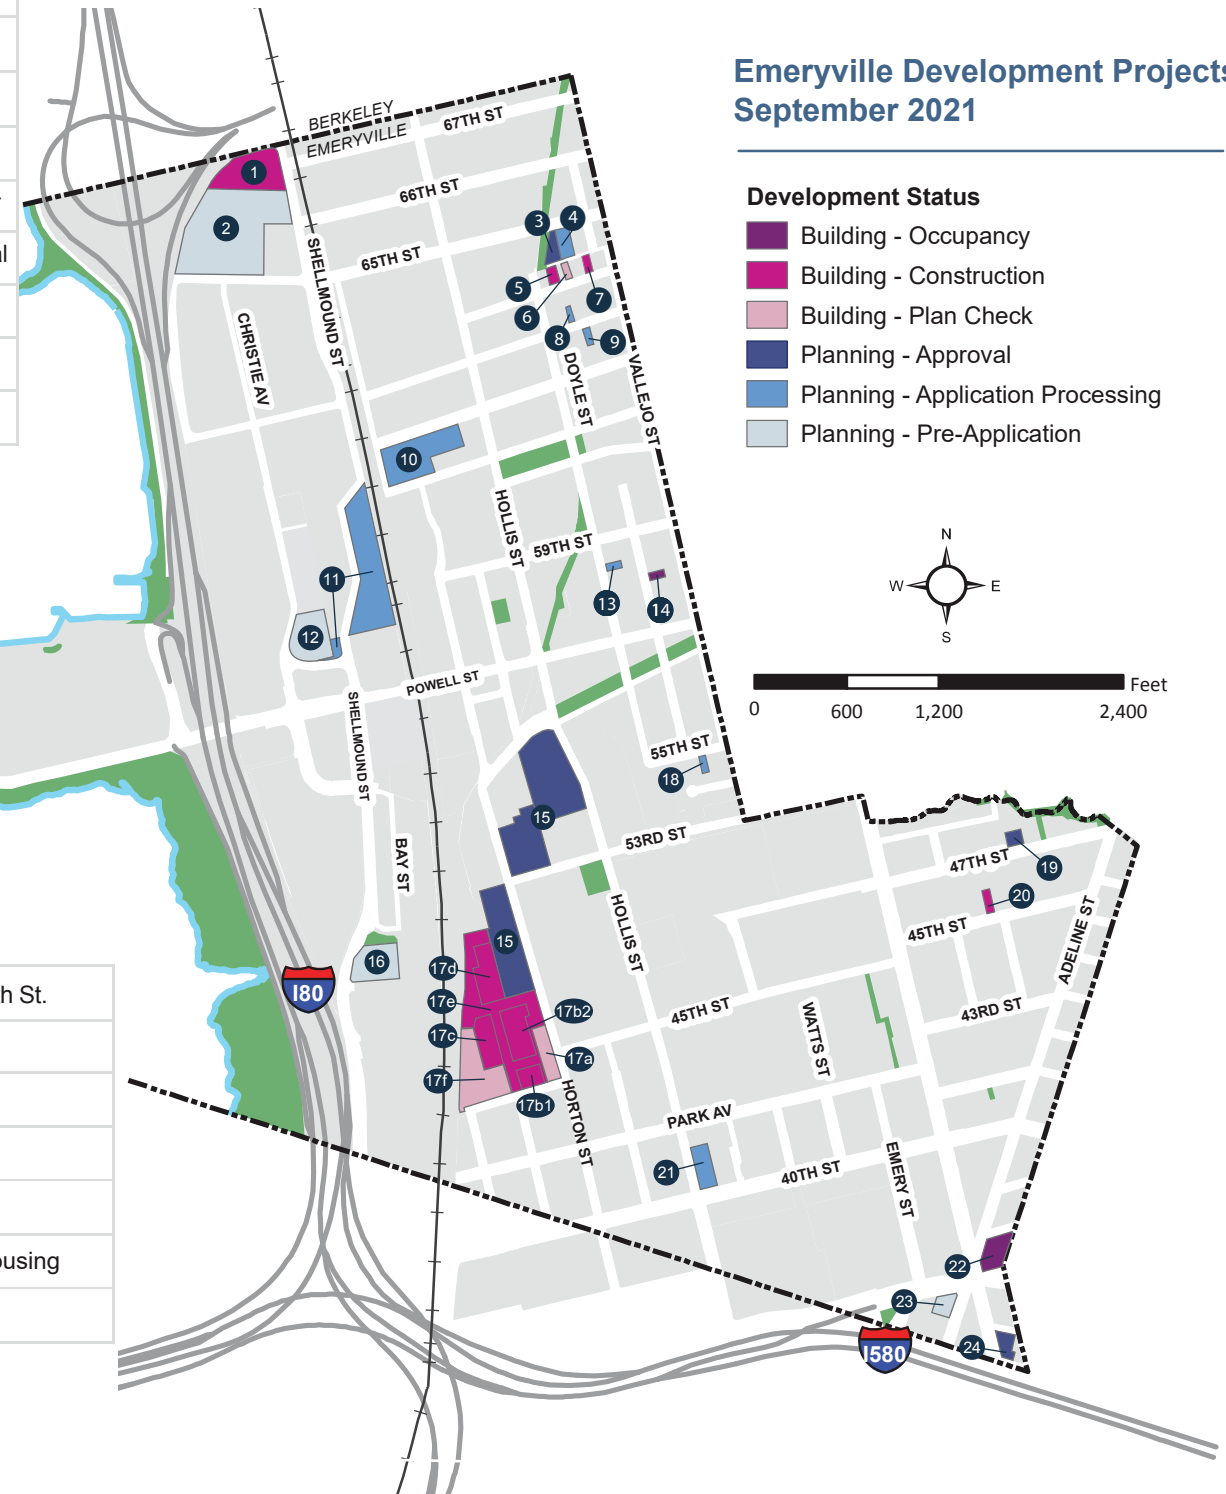 Emeryville Development Projects
September 2021
Development Status
Building - Occupancy
Building - Construction
Building - Plan Check
Planning - Approval
Planning - Application Processing
Planning - Pre-Application
N
W
E
S
0
600
1,200
2,400
Feet
BERKELEY
EMERYVILLE
67TH ST
66TH ST
65TH ST
SHELLMOUND ST
CHRISTIE AV
DOYLE ST
VALLEJO ST
HOLLIS ST
59TH ST
POWELL ST
SHELLMOUND ST
55TH ST
53RD ST
BAY ST
HOLLIS ST
47TH ST
45TH ST
ADELINE ST
43RD ST
45TH ST
WATTS ST
HORTON ST
PARK AV
40TH ST
EMERY ST
I80
I580
1
2
3
4
5
6
7
8
9
10
11
12
13
14
15
15
16
17d
17e
17c
17f
17b2
17a
17b1
18
19
20
21
22
23
24
h St.
ousing